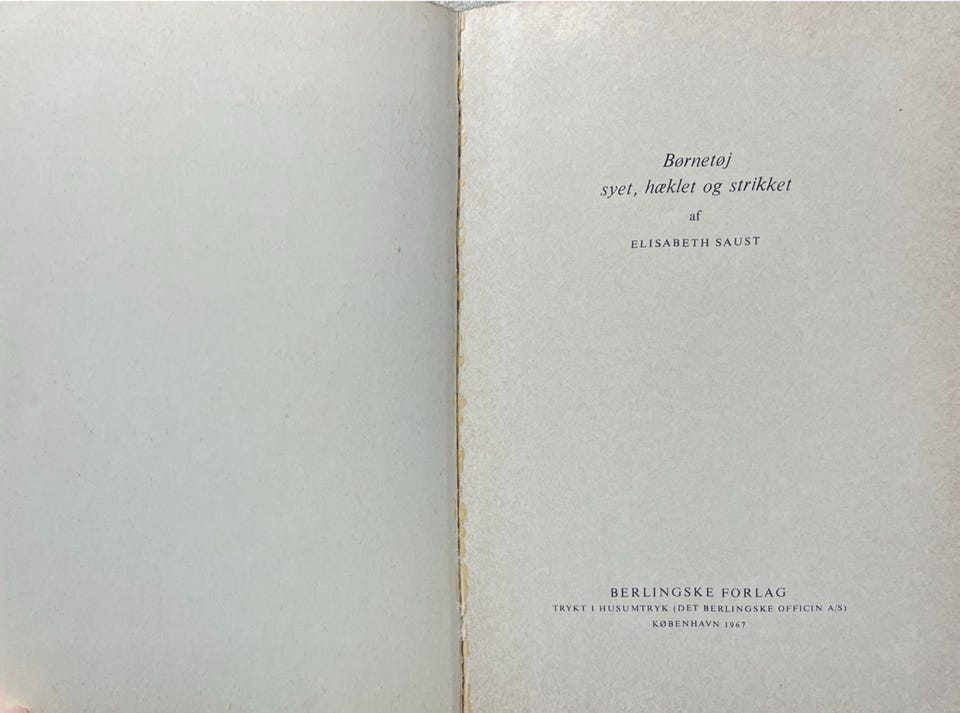 Børnetøj
syet, hæklet og strikket
af
ELISABETH SAUST
BERLINGSKE FORLAG
TRYKT I HUSUMTRYK (DET BERLINGSKE OFFICIN A/S)
KØBENHAVN 1967